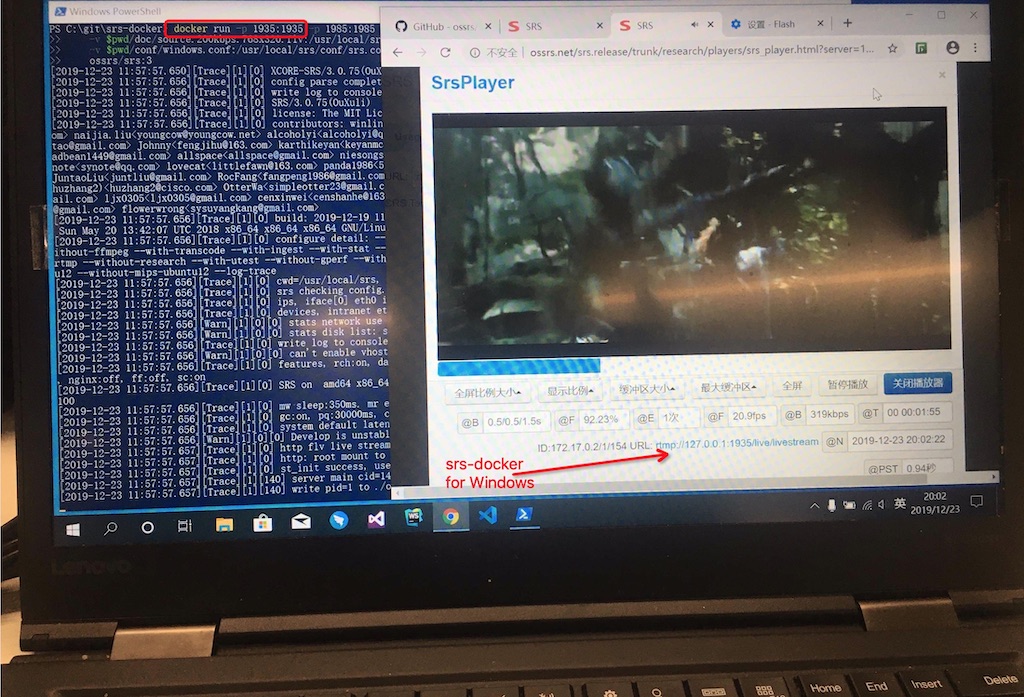 Windows PowerShell
PS C:\git\srs-docker> docker run -p 1935:1935 -p 1985:1985
>> -v $pwd/doc/source.200kbps.768x320.flv:/usr/local/sr
>> -v $pwd/conf/windows.conf:/usr/local/srs/conf/srs.co
>> ossrs/srs:3
[2019-12-23 11:57:57.650][Trace][1][0] XCORE-SRS/3.0.75(OuX
[2019-12-23 11:57:57.656][Trace][1][0] config parse complet
[2019-12-23 11:57:57.656][Trace][1][0] write log to console
[2019-12-23 11:57:57.656][Trace][1][0] SRS/3.0.75(OuXuli)
[2019-12-23 11:57:57.656][Trace][1][0] license: The MIT Lic
[2019-12-23 11:57:57.656][Trace][1][0] contributors: winlin
om> naijia.liu<youngcow@youngcow.net> alcoholyi<alcoholyi@q
tao@gmail.com> Johnny<fengjihu@163.com> karthikeyan<keyanmc
adbean1449@gmail.com> allspace<allspace@gmail.com> niesongs
note<synote@qq.com> lovecat<littlefawn@163.com> panda1986<5
JuntaoLiu<juntliu@gmail.com> RocFang<fangpeng1986@gmail.com
huzhang2)<huzhang2@cisco.com> OtterWa<simpleotter23@gmail.c
mail.com> ljx0305<ljx0305@gmail.com> cenxinwei<censhanhe@163
@gmail.com> flowerwrong<sysuyangkang@gmail.com>
[2019-12-23 11:57:57.656][Trace][1][0] build: 2019-12-19 11
Sun May 20 13:42:07 UTC 2018 x86_64 x86_64 x86_64 GNU/Linu
[2019-12-23 11:57:57.656][Trace][1][0] configure detail: --
ithout-ffmpeg --with-transcode --with-ingest --with-stat --
rtmp --without-research --with-utest --without-gperf --with
u12 --without-mips-ubuntu12 --log-trace
[2019-12-23 11:57:57.656][Trace][1][0] cwd=/usr/local/srs,
[2019-12-23 11:57:57.656][Trace][1][0] srs checking config.
[2019-12-23 11:57:57.656][Trace][1][0] ips, iface[0] eth0 i
[2019-12-23 11:57:57.656][Trace][1][0] devices, intranet et
[2019-12-23 11:57:57.656][Warn][1][0][0] stats network use
[2019-12-23 11:57:57.656][Warn][1][0][0] stats disk list: s
[2019-12-23 11:57:57.656][Trace][1][0] write log to console
[2019-12-23 11:57:57.656][Warn][1][0][0] can't enable vhost
[2019-12-23 11:57:57.656][Trace][1][0] features, rch:on, da
, nginx:off, ff:off, sc:on
[2019-12-23 11:57:57.656][Trace][1][0] SRS on amd64 x86_64
100
[2019-12-23 11:57:57.656][Trace][1][0] mw sleep:350ms. mr e
[2019-12-23 11:57:57.656][Trace][1][0] gc:on, pq:30000ms, c
[2019-12-23 11:57:57.656][Trace][1][0] system default laten
[2019-12-23 11:57:57.656][Warn][1][0][0] Develop is unstabl
[2019-12-23 11:57:57.657][Trace][1][0] http flv live stream
[2019-12-23 11:57:57.657][Trace][1][0] http: root mount to
[2019-12-23 11:57:57.657][Trace][1][0] st_init success, use
[2019-12-23 11:57:57.657][Trace][1][140] server main cid=14
[2019-12-23 11:57:57.657][Trace][1][140] write pid=1 to ./o
GitHub - ossrs.
SRS
SRS
设置 - Flash
不安全
ossrs.net/srs.release/trunk/research/players/srs_player.html?server=1...
SrsPlayer
全屏比例大小
显示比例
缓冲区大小
最大缓冲区
全屏
暂停播放
关闭播放器
@B 0.5/0.5/1.5s
@F 92.23%
@E 1次
@F 20.9fps
@B 319kbps
@T 00 00:01:55
ID:172.17.0.2/1/154 URL: rtmp://127.0.0.1:1935/live/livestream
@N 2019-12-23 20:02:22
@PST 0.94秒
srs-docker
for Windows
英
20:02
2019/12/23
Lenovo
Home
End
Insert
Delete